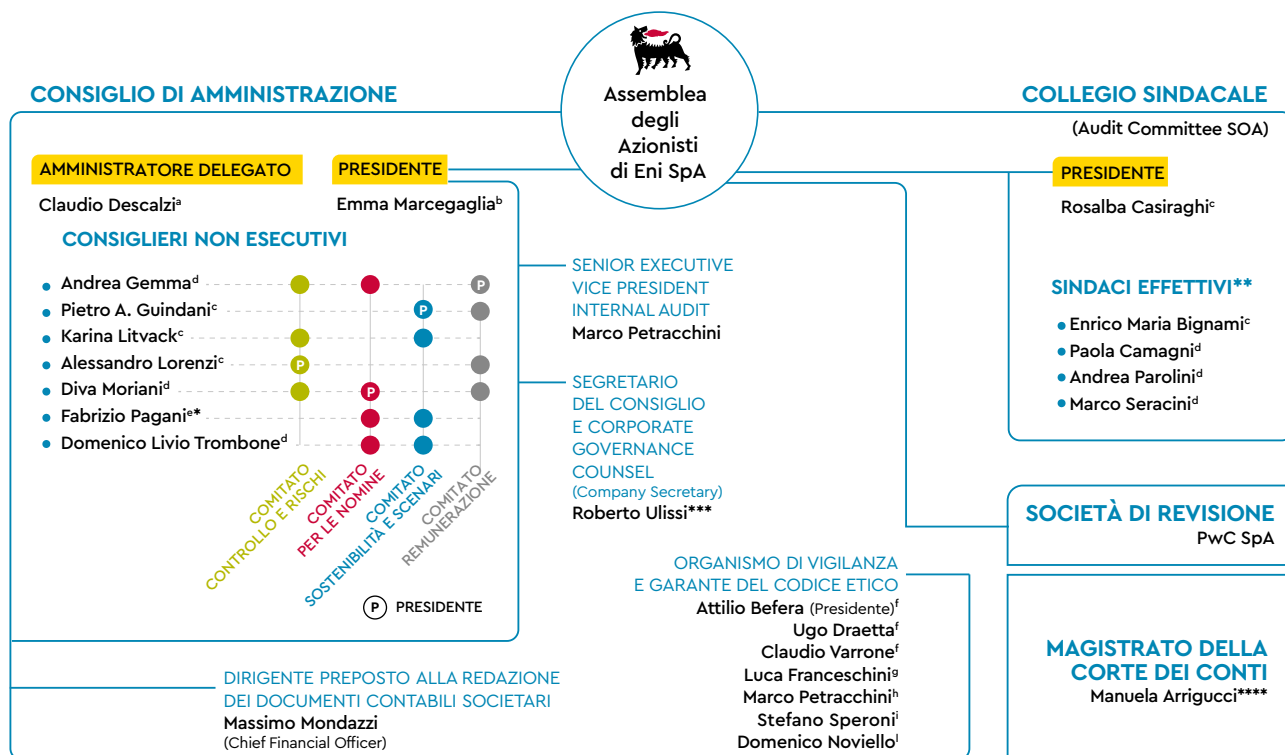 Assemblea
degli
Azionisti
di Eni SpA
CONSIGLIO DI AMMINISTRAZIONE
AMMINISTRATORE DELEGATO
Claudio Descalziᵃ
PRESIDENTE
Emma Marcegagliaᵇ
CONSIGLIERI NON ESECUTIVI
• Andrea Gemmaᵈ
P
• Pietro A. Guindaniᶜ
P
• Karina Litvackᶜ
• Alessandro Lorenziᶜ
P
• Diva Morianiᵈ
P
• Fabrizio Paganiᵉ*
• Domenico Livio Tromboneᵈ
COMITATO
CONTROLLO E RISCHI
COMITATO
PER LE NOMINE
COMITATO
SOSTENIBILITÀ E SCENARI
COMITATO
REMUNERAZIONE
P PRESIDENTE
SENIOR EXECUTIVE
VICE PRESIDENT
INTERNAL AUDIT
Marco Petracchini
SEGRETARIO
DEL CONSIGLIO
E CORPORATE
GOVERNANCE
COUNSEL
(Company Secretary)
Roberto Ulissi***
DIRIGENTE PREPOSTO ALLA REDAZIONE
DEI DOCUMENTI CONTABILI SOCIETARI
Massimo Mondazzi
(Chief Financial Officer)
ORGANISMO DI VIGILANZA
E GARANTE DEL CODICE ETICO
Attilio Befera (Presidente)ᶠ
Ugo Draettaᶠ
Claudio Varroneᶠ
Luca Franceschiniᵍ
Marco Petracchiniʰ
Stefano Speroniⁱ
Domenico Novielloˡ
COLLEGIO SINDACALE
(Audit Committee SOA)
PRESIDENTE
Rosalba Casiraghiᶜ
SINDACI EFFETTIVI**
• Enrico Maria Bignamiᶜ
• Paola Camagniᵈ
• Andrea Paroliniᵈ
• Marco Seraciniᵈ
SOCIETÀ DI REVISIONE
PwC SpA
MAGISTRATO DELLA
CORTE DEI CONTI
Manuela Arrigucci****